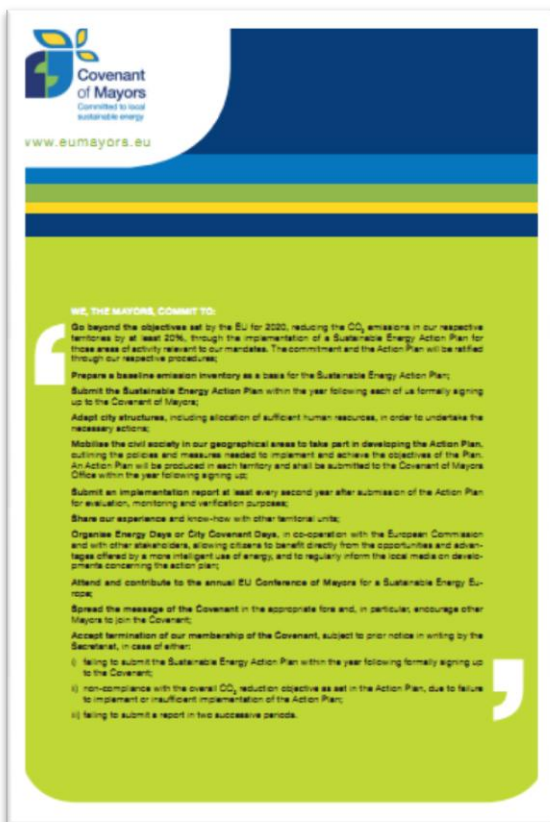 Covenant
of Mayors
Committed to local
sustainable energy
www.eumayors.eu
WE, THE MAYORS, COMMIT TO:
Go beyond the objectives set by the EU for 2020, reducing the CO₂ emissions in our respective
territories by at least 20%, through the implementation of a Sustainable Energy Action Plan for
those areas of activity relevant to our mandates. The commitment and the Action Plan will be ratified
through our respective procedures;
Prepare a baseline emission inventory as a basis for the Sustainable Energy Action Plan;
Submit the Sustainable Energy Action Plan within the year following each of us formally signing
up to the Covenant of Mayors;
Adapt city structures, including allocation of sufficient human resources, in order to undertake the
necessary actions;
Mobilise the civil society in our geographical areas to take part in developing the Action Plan,
outlining the policies and measures needed to implement and achieve the objectives of the Plan.
An Action Plan will be produced in each territory and shall be submitted to the Covenant of Mayors
Office within the year following signing up;
Submit an implementation report at least every second year after submission of the Action Plan
for evaluation, monitoring and verification purposes;
Share our experience and know-how with other territorial units;
Organise Energy Days or City Covenant Days, in co-operation with the European Commission
and with other stakeholders, allowing citizens to benefit directly from the opportunities and advan-
tages offered by a more intelligent use of energy, and to regularly inform the local media on develop-
ments concerning the action plan;
Attend and contribute to the annual EU Conference of Mayors for a Sustainable Energy Eu-
rope;
Spread the message of the Covenant in the appropriate fora and, in particular, encourage other
Mayors to join the Covenant;
Accept termination of our membership of the Covenant, subject to prior notice in writing by the
Secretariat, in case of either:
i) failing to submit the Sustainable Energy Action Plan within the year following formally signing up
to the Covenant;
ii) non-compliance with the overall CO₂ reduction objective as set in the Action Plan, due to failure
to implement or insufficient implementation of the Action Plan;
iii) failing to submit a report in two successive periods.